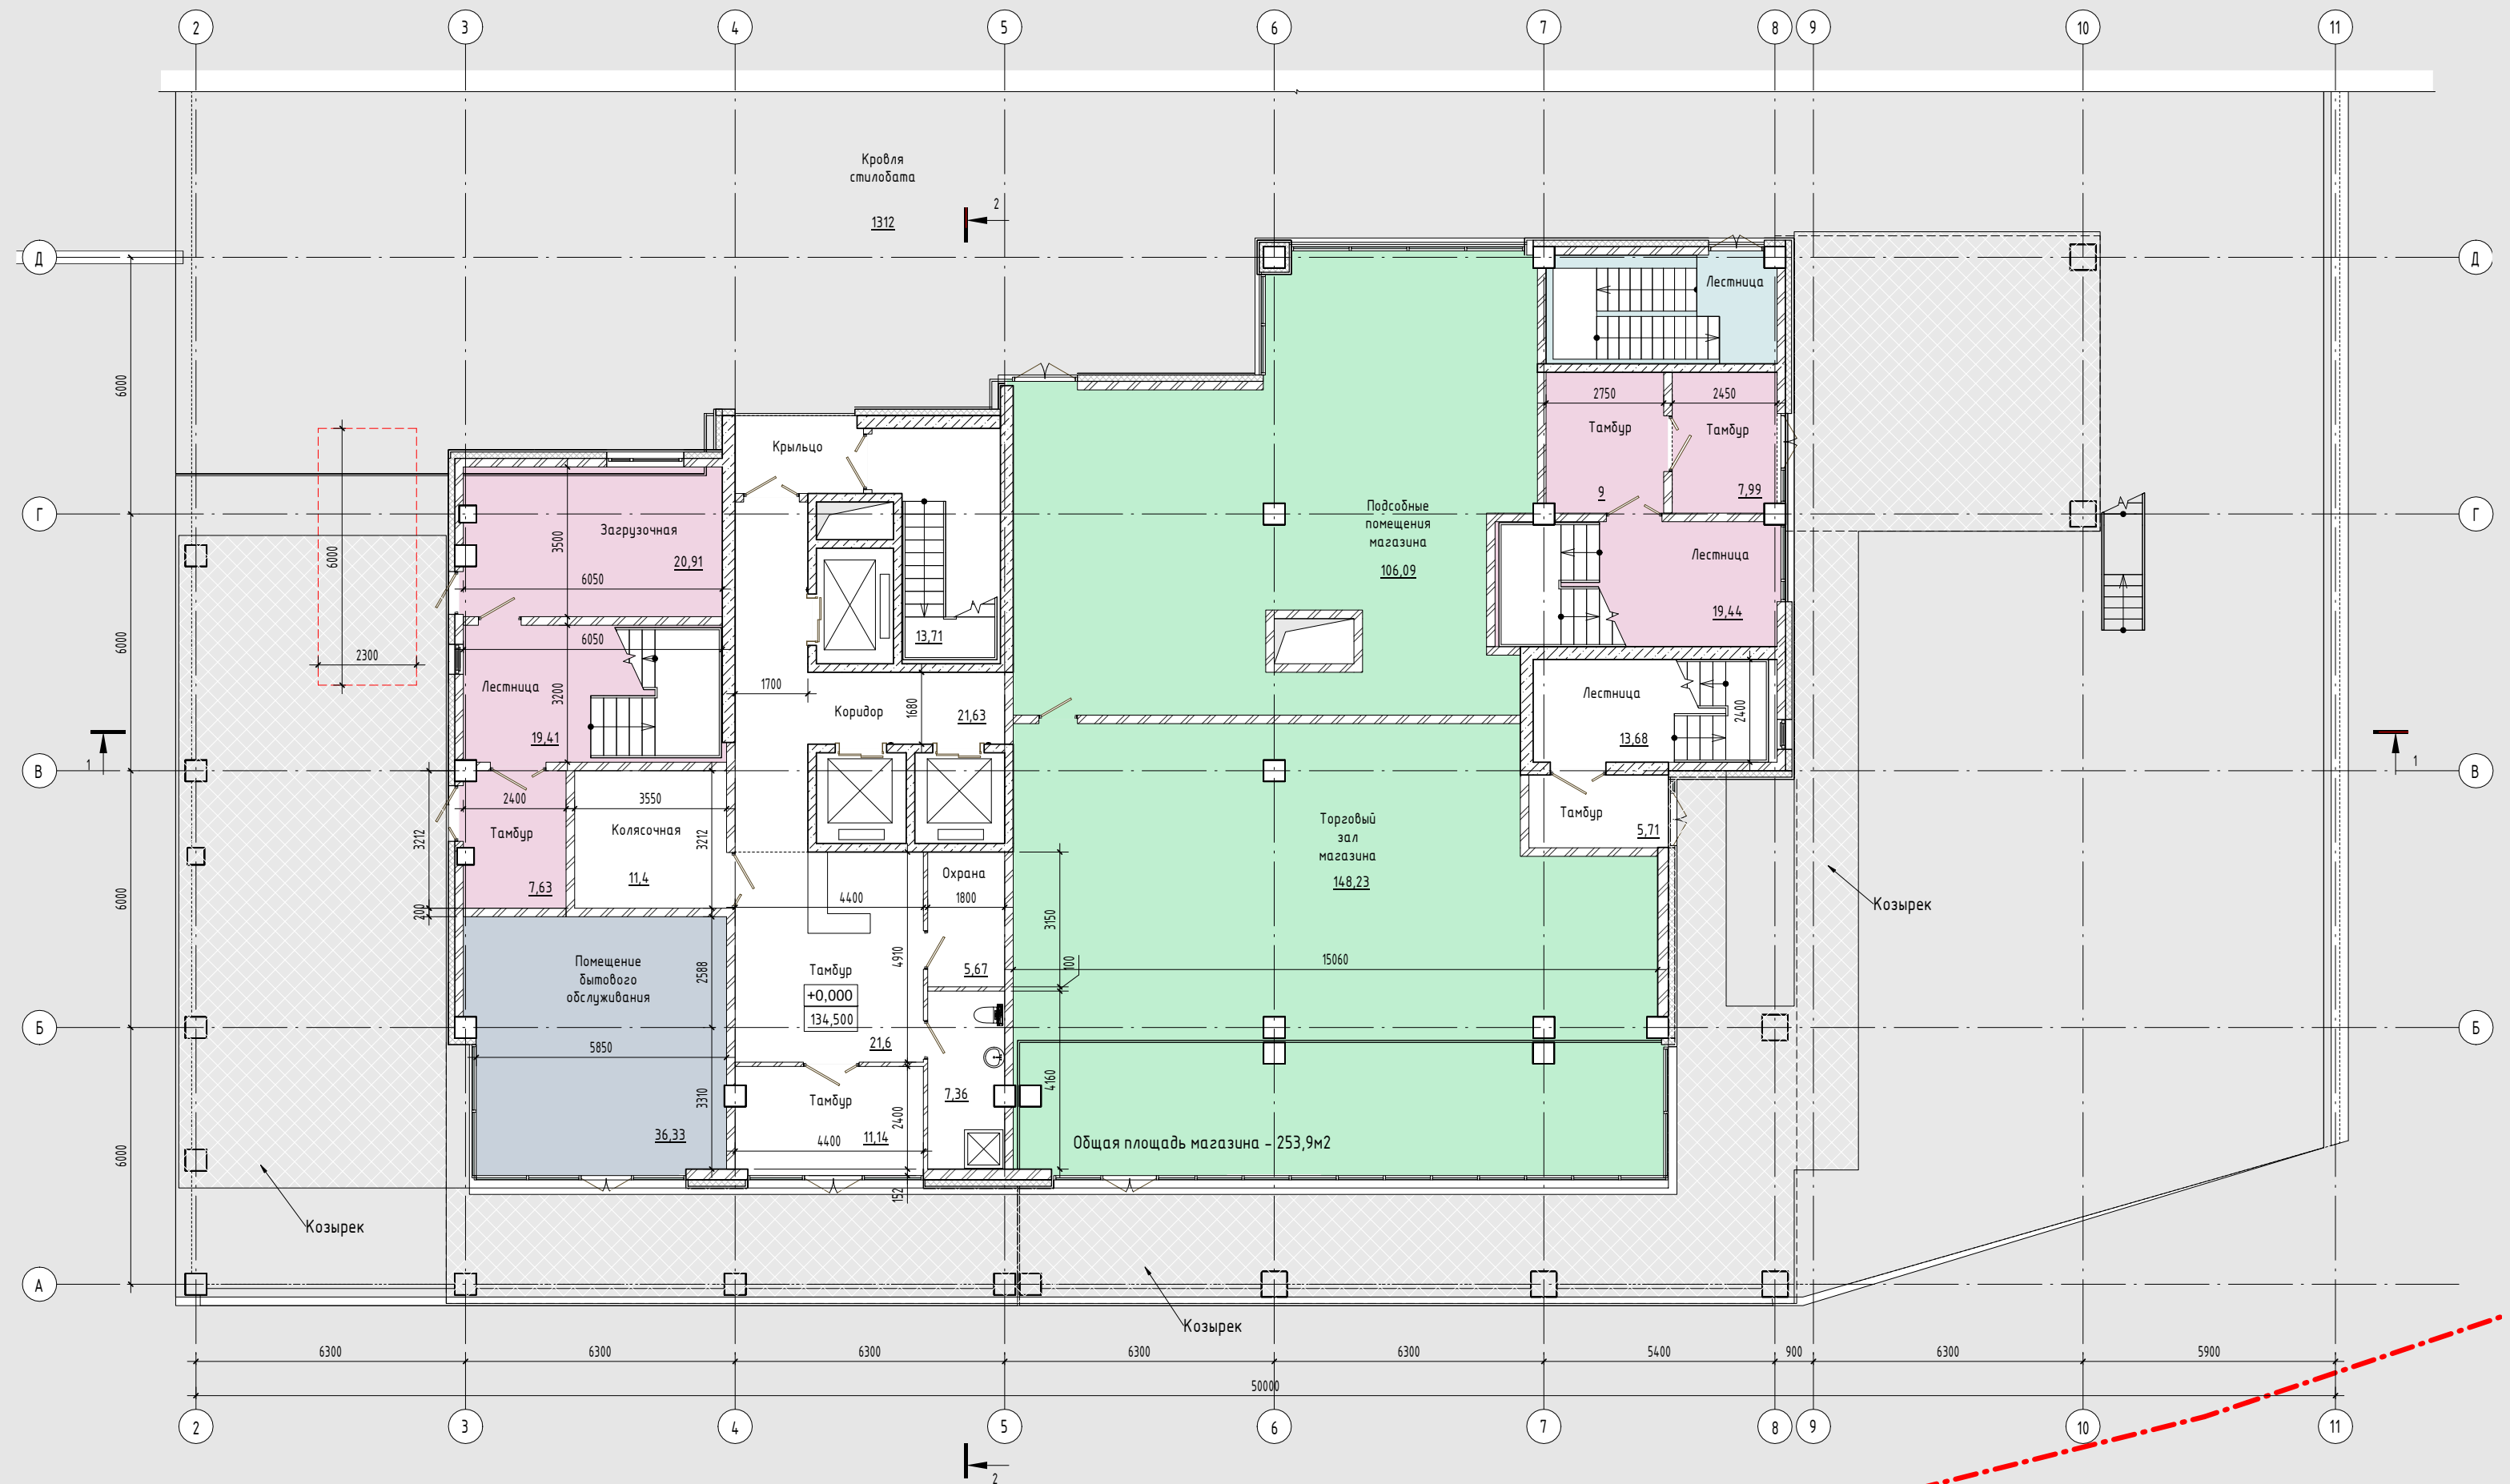 2 3 4 5 6 7 8 9 10 11
Кровля
стилобата
1312
2
Д Д
Лестница
6000
2750 2450
Крыльцо
Тамбур Тамбур
9 7,99
Г Г
Загрузочная
20,91
3500
6050
6000
Подсобные
помещения
магазина
106,09
Лестница
19,44
13,71
6050
2300
6000
Лестница
3200
19,41
1700
Коридор
1680
21,63
Лестница
13,68
2400
1 1
В В
2400 3550
Тамбур
Колясочная
3212 3212
7,63
11,4
200
Тамбур
5,71
Торговый
зал
магазина
148,23
Охрана
4400 1800
3150
Козырек
6000
Помещение
бытового
обслуживания
2588
Тамбур
+0,000
134,500
4910
5,67
100
15060
Б Б
21,6
5850
3310
36,33
Тамбур
4400
11,14
2400
7,36
4160
152
Общая площадь магазина - 253,9м2
6000
Козырек
А
Козырек
6300 6300 6300 6300 6300 5400 900 6300 5900
50000
2 3 4 5 6 7 8 9 10 11
2